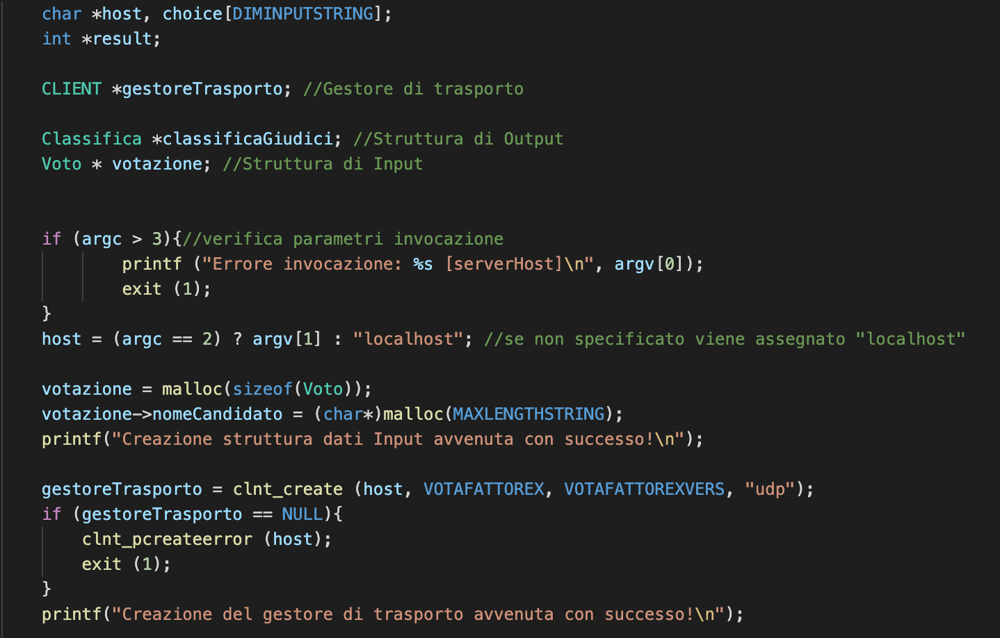 char *host, choice[DIMINPUTSTRING];
int *result;
CLIENT *gestoreTrasporto; //Gestore di trasporto
Classifica *classificaGiudici; //Struttura di Output
Voto * votazione; //Struttura di Input
if (argc > 3){//verifica parametri invocazione
printf ("Errore invocazione: %s [serverHost]\n", argv[0]);
exit (1);
}
host = (argc == 2) ? argv[1] : "localhost"; //se non specificato viene assegnato "localhost"
votazione = malloc(sizeof(Voto));
votazione->nomeCandidato = (char*)malloc(MAXLENGTHSTRING);
printf("Creazione struttura dati Input avvenuta con successo!\n");
gestoreTrasporto = clnt_create (host, VOTAFATTOREX, VOTAFATTOREXVERS, "udp");
if (gestoreTrasporto == NULL){
clnt_pcreateerror (host);
exit (1);
}
printf("Creazione del gestore di trasporto avvenuta con successo!\n");